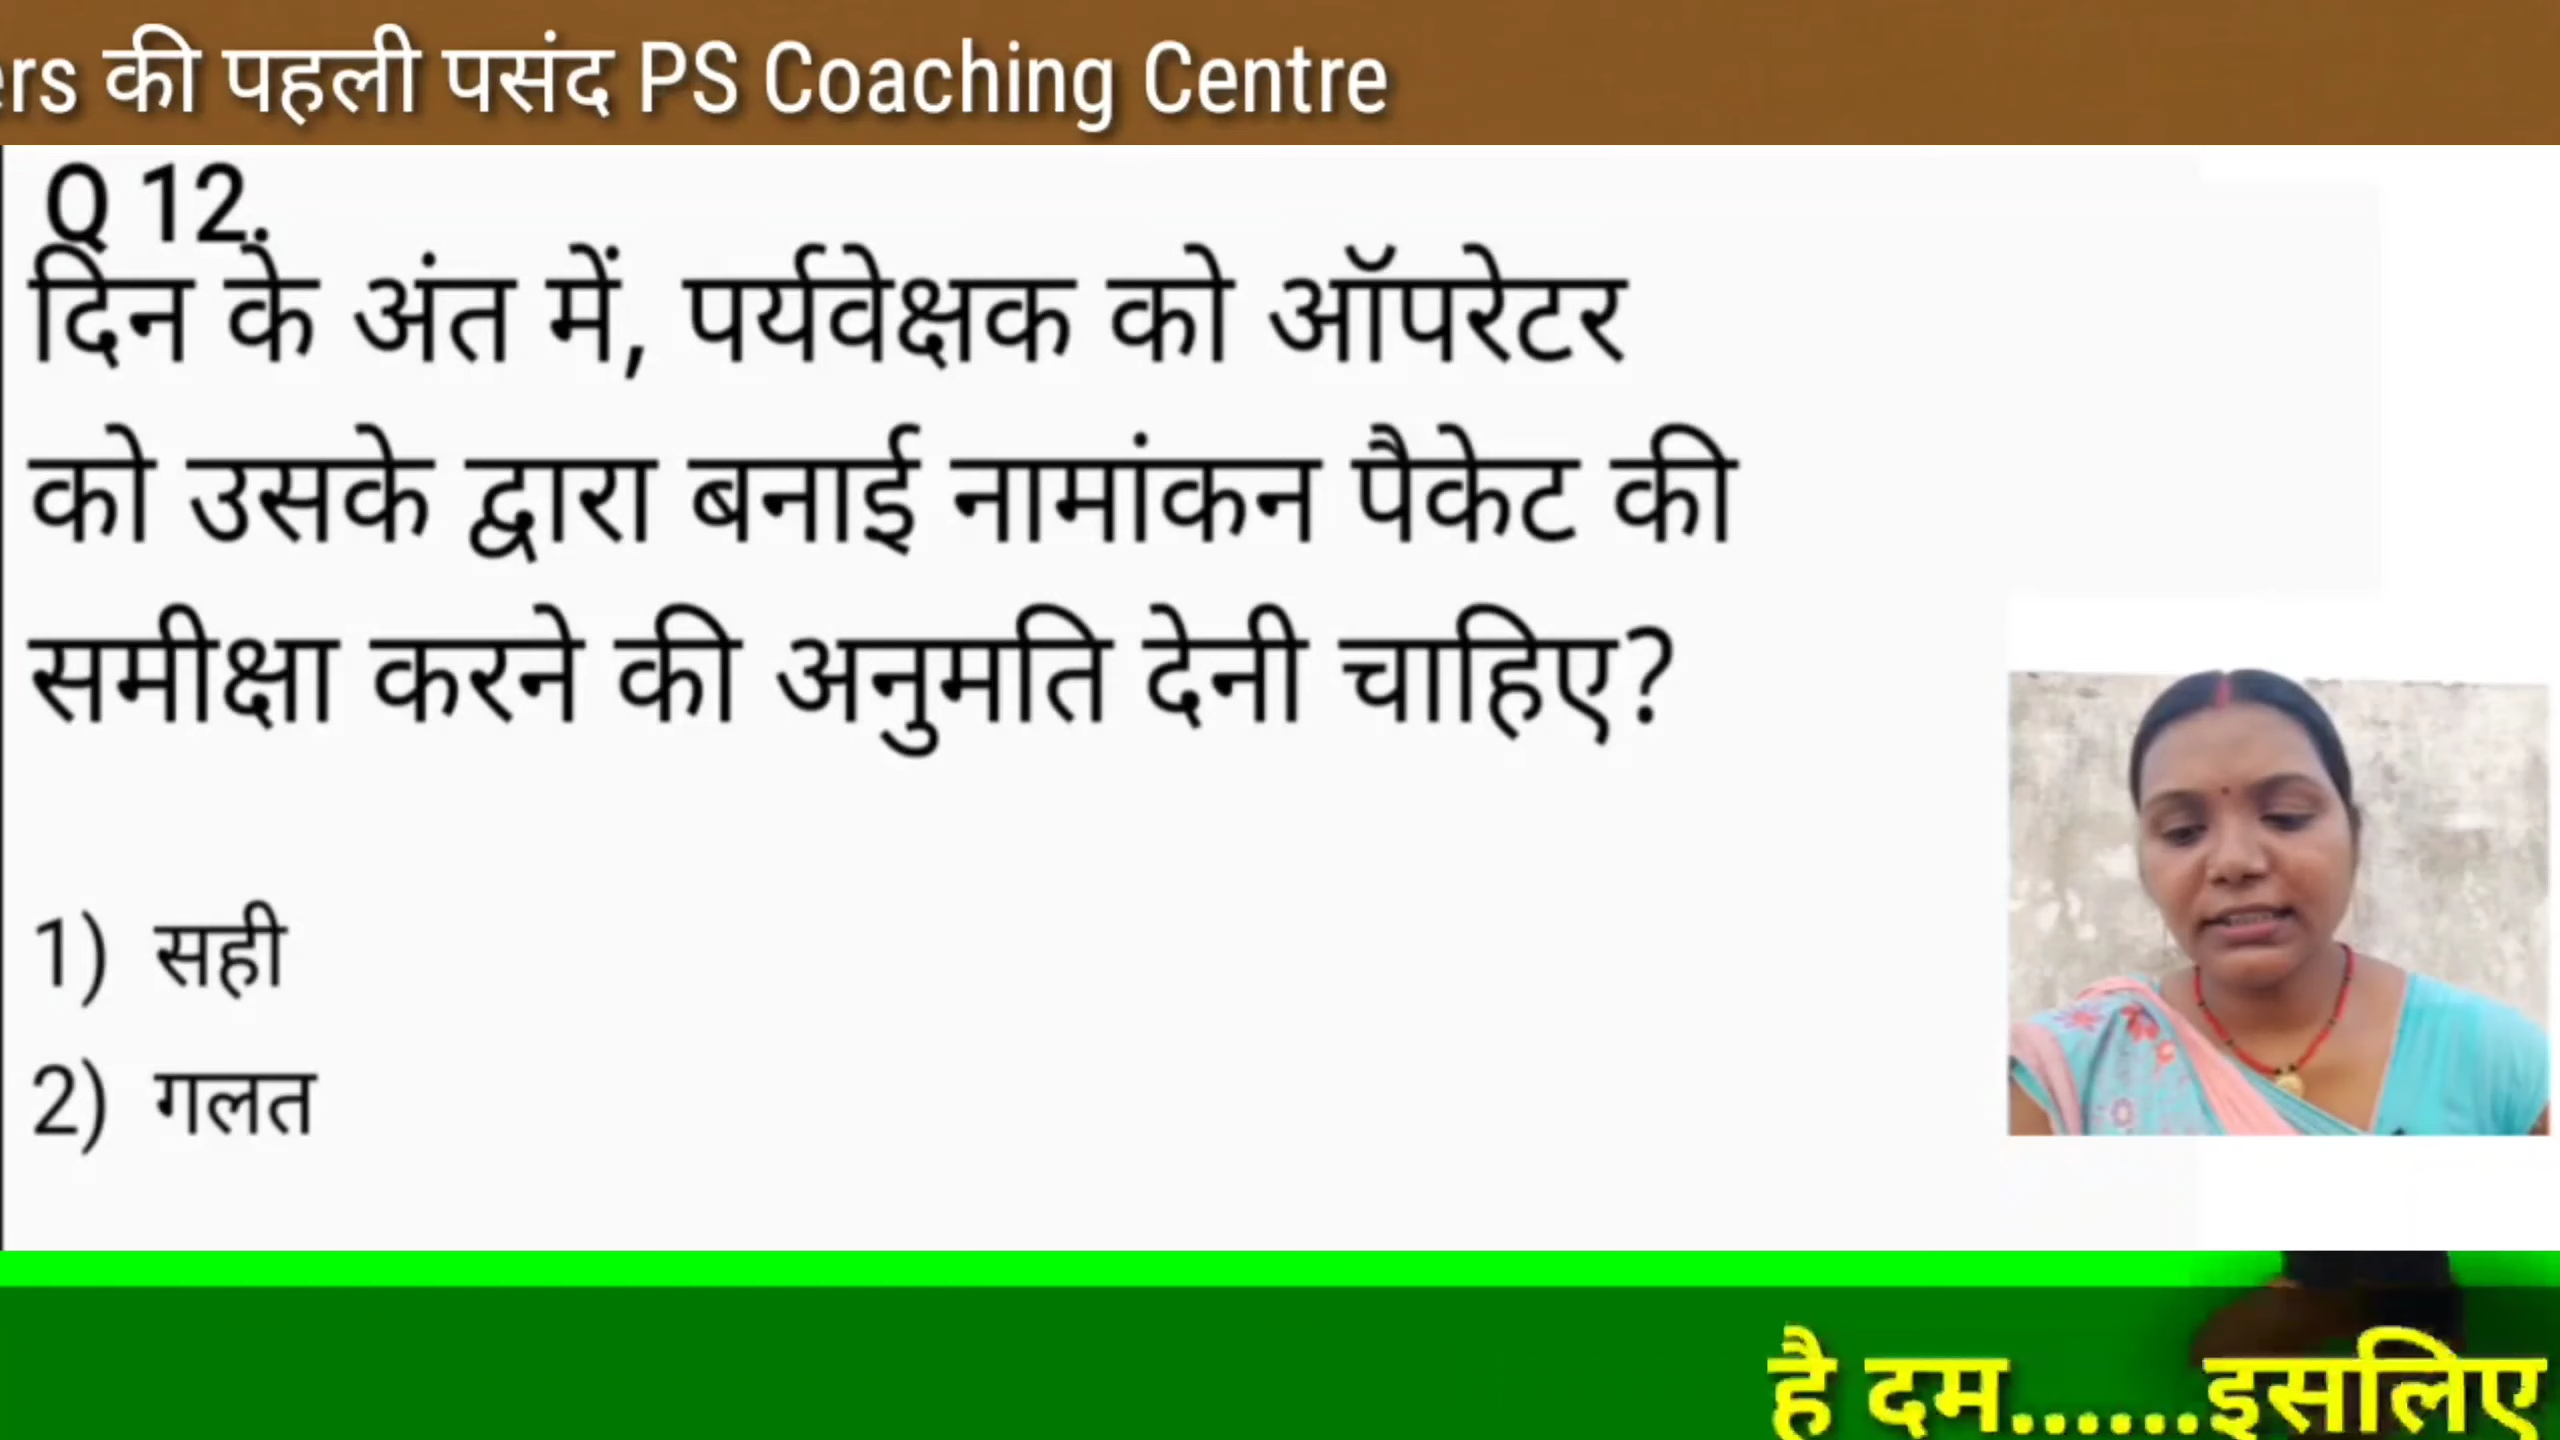 की पहली पसंद PS Coaching Centre
Q 12.
दिन के अंत में, पर्यवेक्षक को ऑपरेटर
को उसके द्वारा बनाई नामांकन पैकेट की
समीक्षा करने की अनुमति देनी चाहिए?
1) सही
2) गलत
है दम......इसलिए